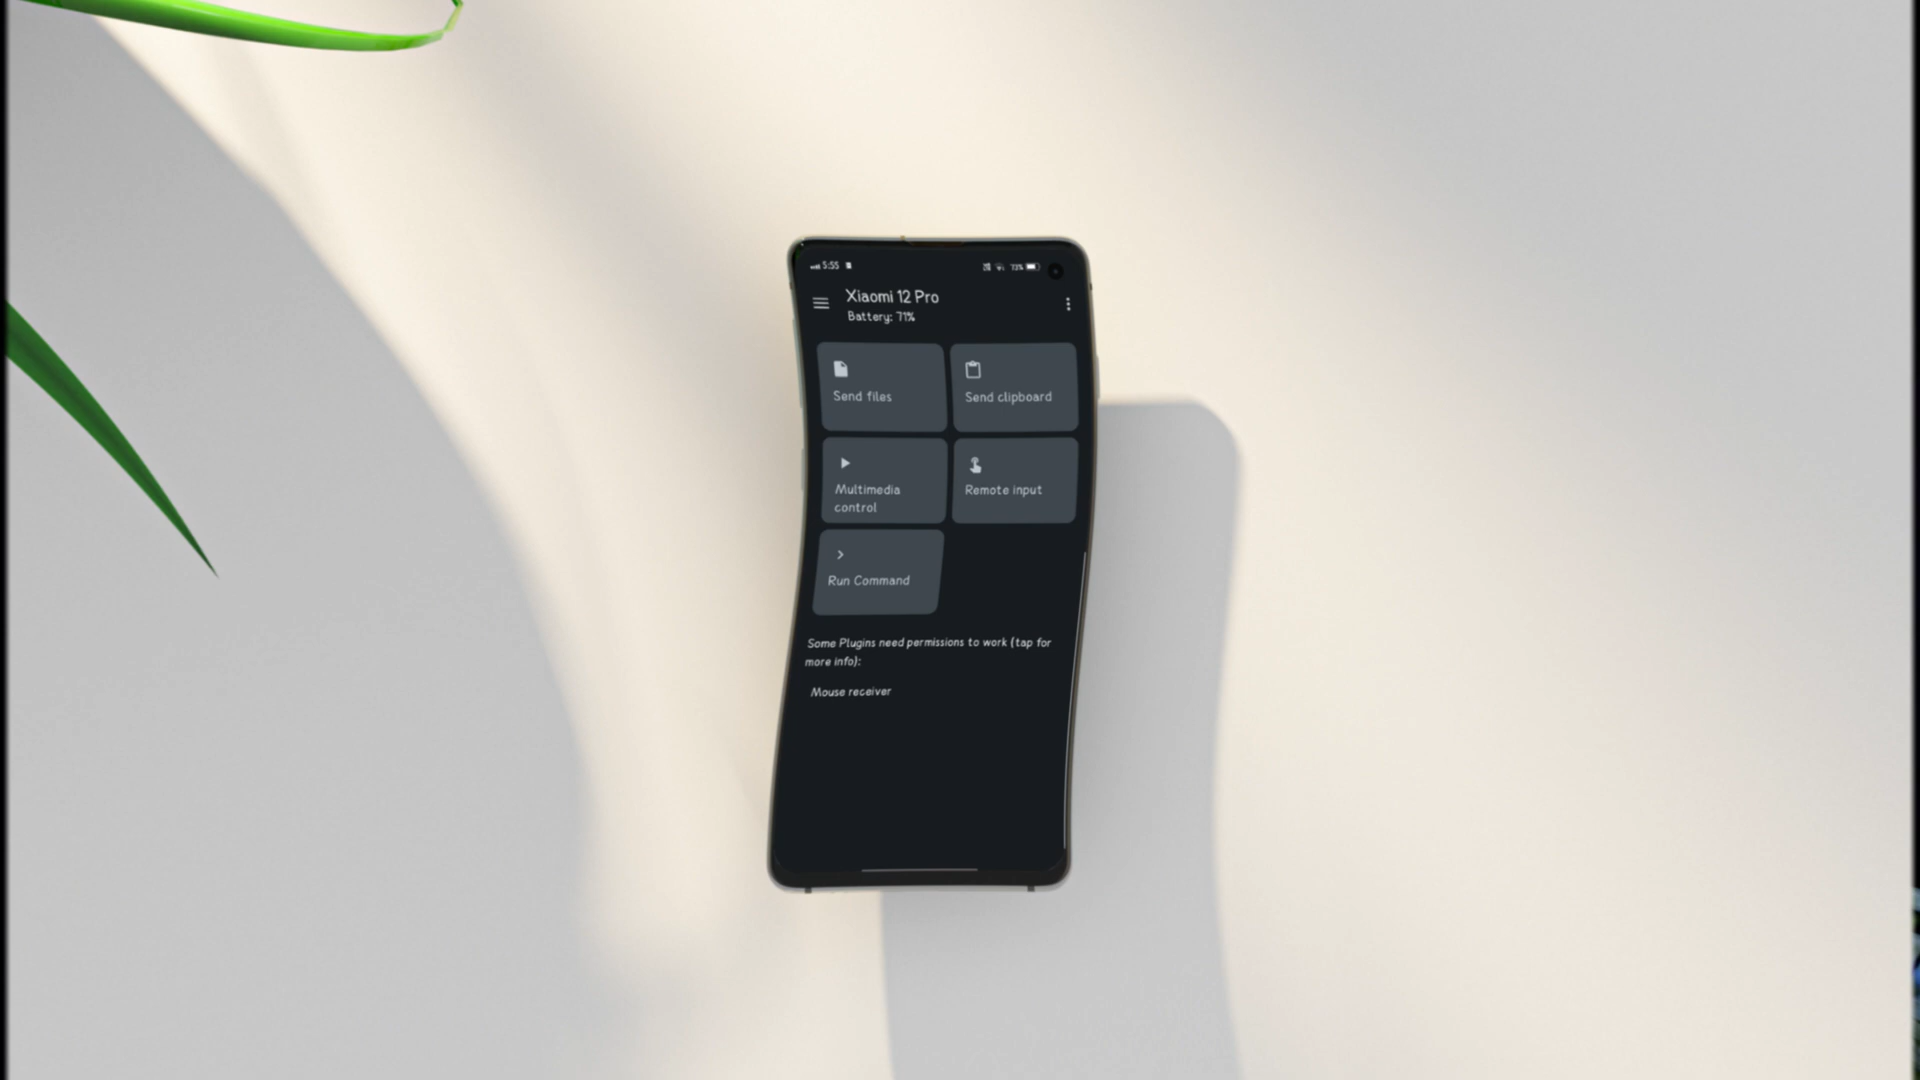 5:55
73%
Xiaomi 12 Pro
Battery: 71%
Send files
Send clipboard
Multimedia
control
Remote input
Run Command
Some Plugins need permissions to work (tap for
more info):
Mouse receiver